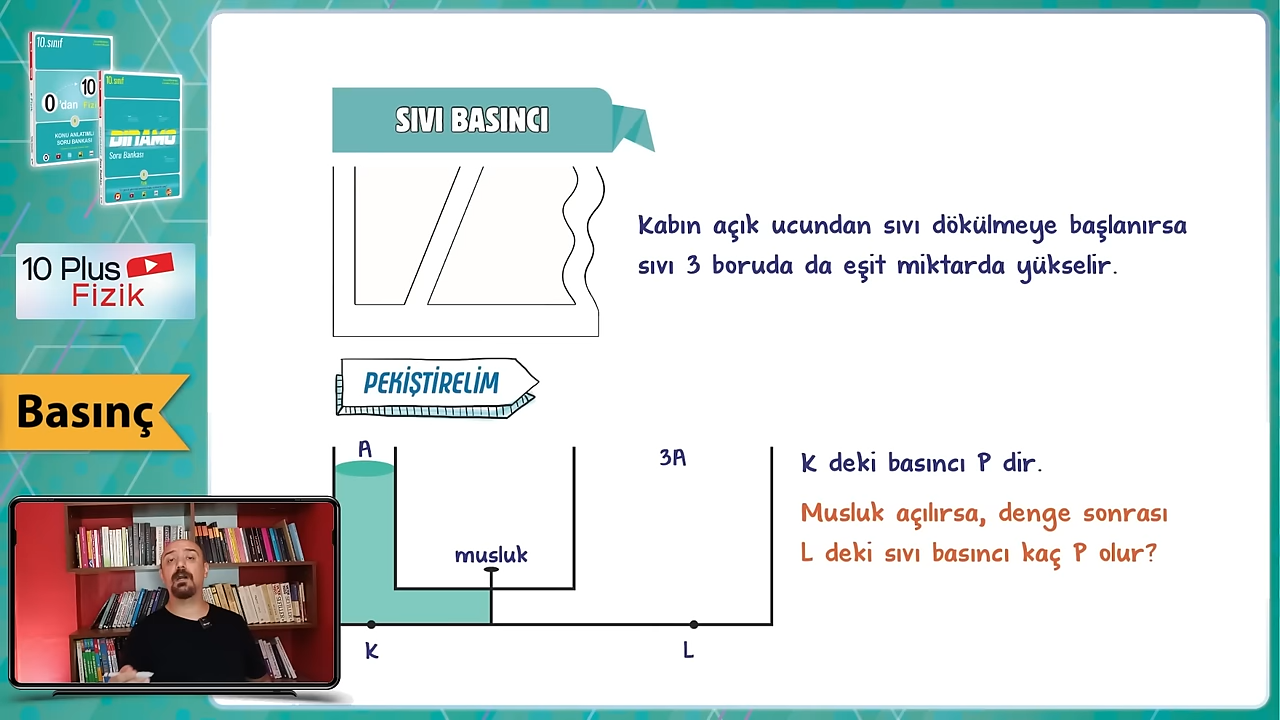 10.sınıf
0'dan 10
Fizik
KONU ANLATIMLI
SORU BANKASI
10.sınıf
DINAMO
Soru Bankası
10 Plus
Fizik
Basınç
SIVI BASINCI
Kabın açık ucundan sıvı dökülmeye başlanırsa
sıvı 3 boruda da eşit miktarda yükselir.
PEKİŞTİRELİM
A
3A
musluk
K
L
K deki basıncı P dir.
Musluk açılırsa, denge sonrası
L deki sıvı basıncı kaç P olur?